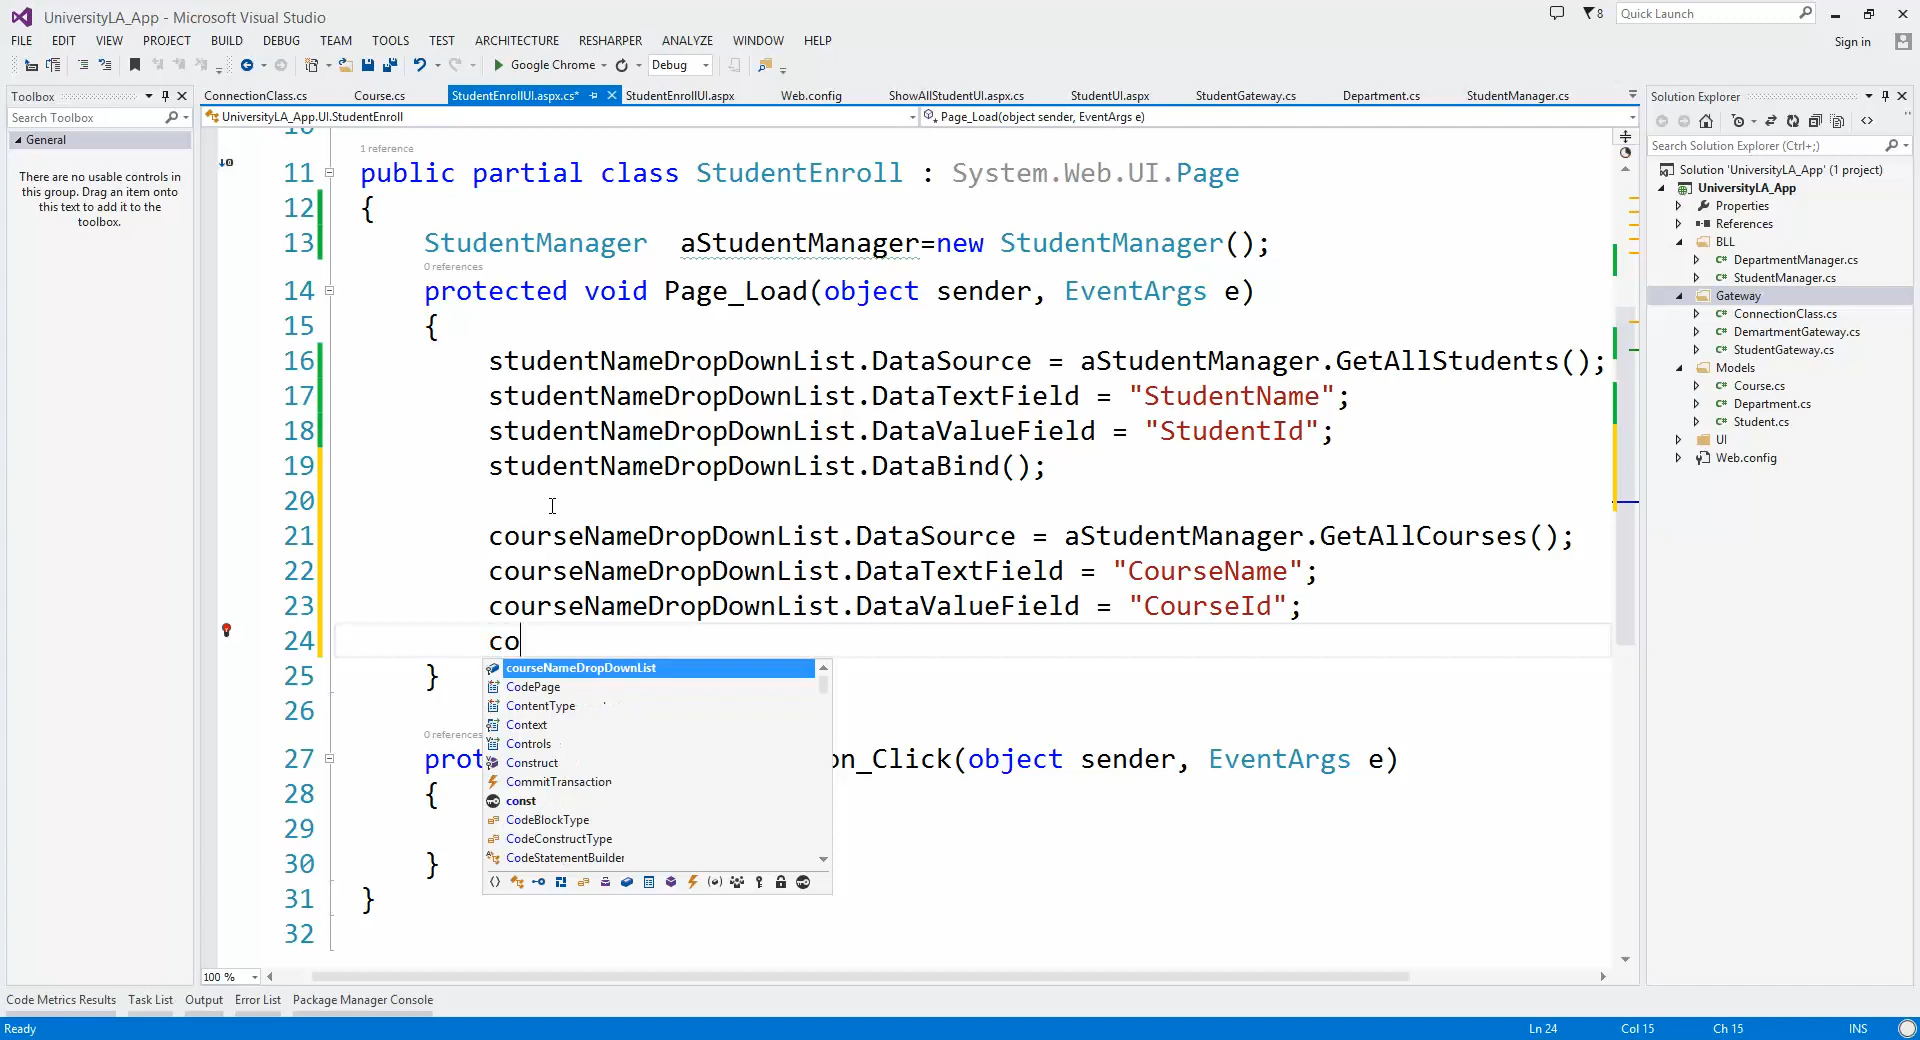 UniversityLA_App - Microsoft Visual Studio
8
Quick Launch
FILE EDIT VIEW PROJECT BUILD DEBUG TEAM TOOLS TEST ARCHITECTURE RESHARPER ANALYZE WINDOW HELP
Sign in
Google Chrome
Debug
Toolbox
Search Toolbox
General
There are no usable controls in
this group. Drag an item onto
this text to add it to the
toolbox.
ConnectionClass.cs Course.cs StudentEnrollUI.aspx.cs* StudentEnrollUI.aspx Web.config ShowAllStudentUI.aspx.cs StudentUI.aspx StudentGateway.cs Department.cs StudentManager.cs
UniversityLA_App.UI.StudentEnroll
Page_Load(object sender, EventArgs e)
10
1 reference
11 public partial class StudentEnroll : System.Web.UI.Page
12 {
13 StudentManager aStudentManager=new StudentManager();
0 references
14 protected void Page_Load(object sender, EventArgs e)
15 {
16 studentNameDropDownList.DataSource = aStudentManager.GetAllStudents();
17 studentNameDropDownList.DataTextField = "StudentName";
18 studentNameDropDownList.DataValueField = "StudentId";
19 studentNameDropDownList.DataBind();
20
21 courseNameDropDownList.DataSource = aStudentManager.GetAllCourses();
22 courseNameDropDownList.DataTextField = "CourseName";
23 courseNameDropDownList.DataValueField = "CourseId";
24 co
25 }
26
0 references
27 prot on_Click(object sender, EventArgs e)
28 {
29
30 }
31 }
32
courseNameDropDownList
CodePage
ContentType
Context
Controls
Construct
CommitTransaction
const
CodeBlockType
CodeConstructType
CodeStatementBuilder
100 %
Solution Explorer
Search Solution Explorer (Ctrl+;)
Solution 'UniversityLA_App' (1 project)
UniversityLA_App
Properties
References
BLL
DepartmentManager.cs
StudentManager.cs
Gateway
ConnectionClass.cs
DemartmentGateway.cs
StudentGateway.cs
Models
Course.cs
Department.cs
Student.cs
UI
Web.config
Code Metrics Results Task List Output Error List Package Manager Console
Ready
Ln 24 Col 15 Ch 15 INS